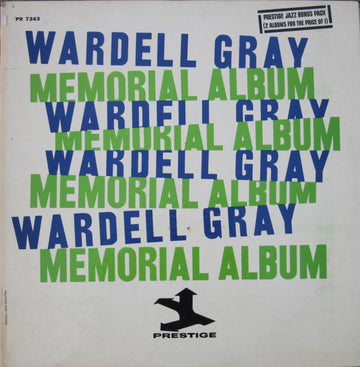 PR 7343
PRESTIGE JAZZ BONUS PACK
(2 ALBUMS FOR THE PRICE OF 1)
WARDELL GRAY
MEMORIAL ALBUM
WARDELL GRAY
MEMORIAL ALBUM
WARDELL GRAY
MEMORIAL ALBUM
WARDELL GRAY
MEMORIAL ALBUM
PRESTIGE